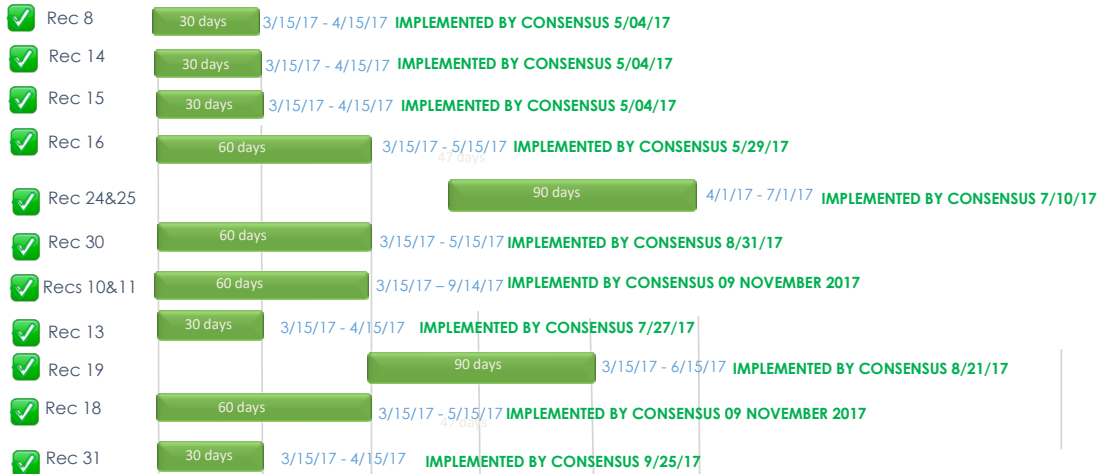 Rec 8 30 days 3/15/17 - 4/15/17 IMPLEMENTED BY CONSENSUS 5/04/17
Rec 14 30 days 3/15/17 - 4/15/17 IMPLEMENTED BY CONSENSUS 5/04/17
Rec 15 30 days 3/15/17 - 4/15/17 IMPLEMENTED BY CONSENSUS 5/04/17
Rec 16 60 days 3/15/17 - 5/15/17 IMPLEMENTED BY CONSENSUS 5/29/17
47 days
Rec 24&25 90 days 4/1/17 - 7/1/17 IMPLEMENTED BY CONSENSUS 7/10/17
Rec 30 60 days 3/15/17 - 5/15/17 IMPLEMENTED BY CONSENSUS 8/31/17
Recs 10&11 60 days 3/15/17 – 9/14/17 IMPLEMENTD BY CONSENSUS 09 NOVEMBER 2017
Rec 13 30 days 3/15/17 - 4/15/17 IMPLEMENTED BY CONSENSUS 7/27/17
Rec 19 90 days 3/15/17 - 6/15/17 IMPLEMENTED BY CONSENSUS 8/21/17
Rec 18 60 days 3/15/17 - 5/15/17 IMPLEMENTED BY CONSENSUS 09 NOVEMBER 2017
47 days
Rec 31 30 days 3/15/17 - 4/15/17 IMPLEMENTED BY CONSENSUS 9/25/17